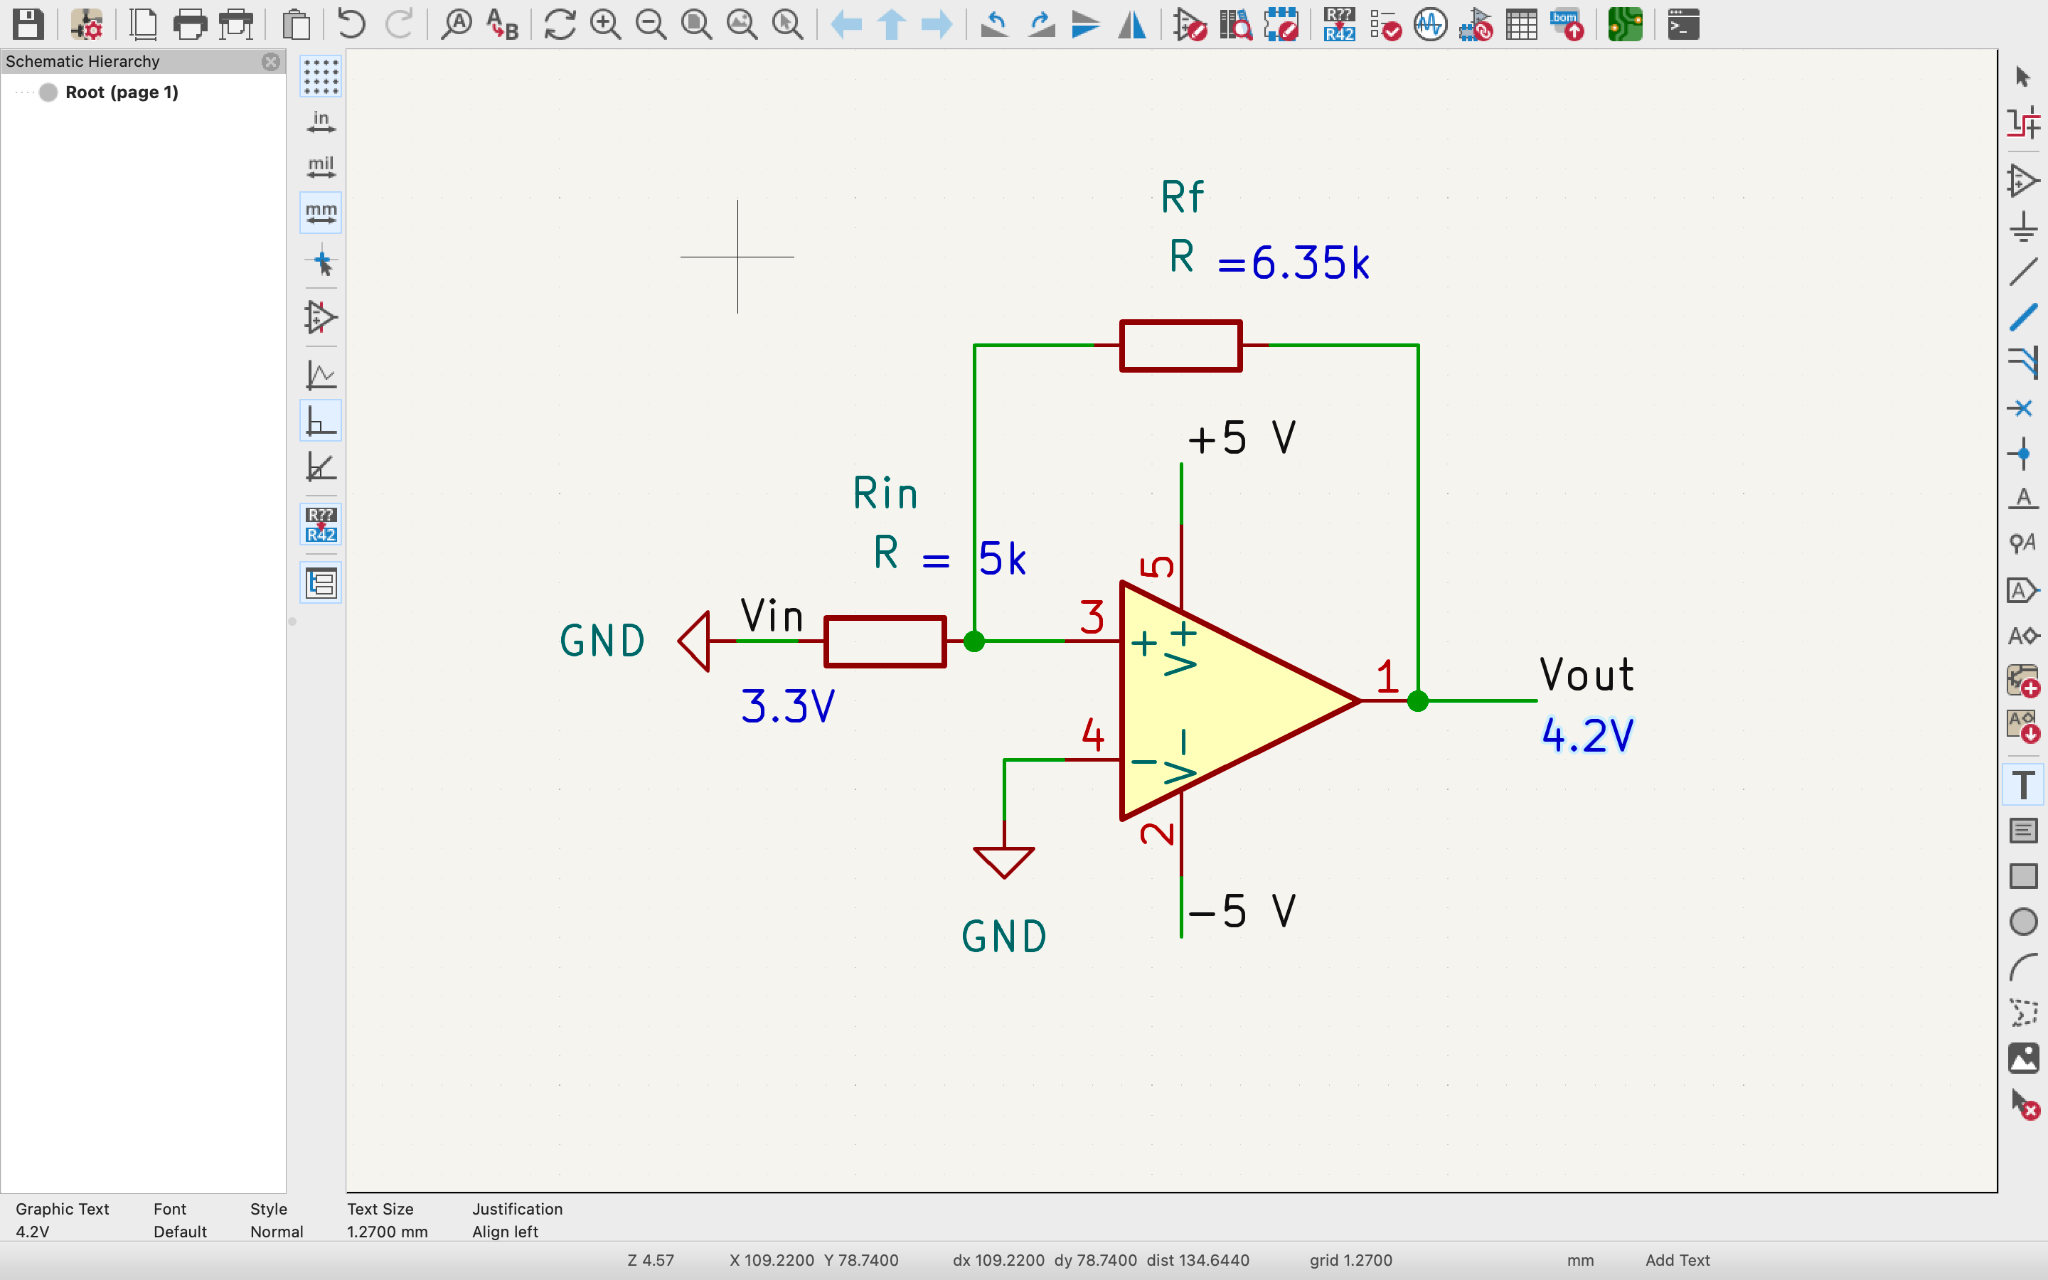 Schematic Hierarchy
Root (page 1)
in
mil
mm
R??
R42
A
A
B
R??
R42
.bom
>_
Rf
R =6.35k
+5 V
Rin
R = 5k
5
Vin
3
GND
+ V+
3.3V
1
Vout
4.2V
4
- V-
2
-5 V
GND
A
A
A
A
A
T
Graphic Text Font Style Text Size Justification
4.2V Default Normal 1.2700 mm Align left
Z 4.57 X 109.2200 Y 78.7400 dx 109.2200 dy 78.7400 dist 134.6440 grid 1.2700 mm Add Text